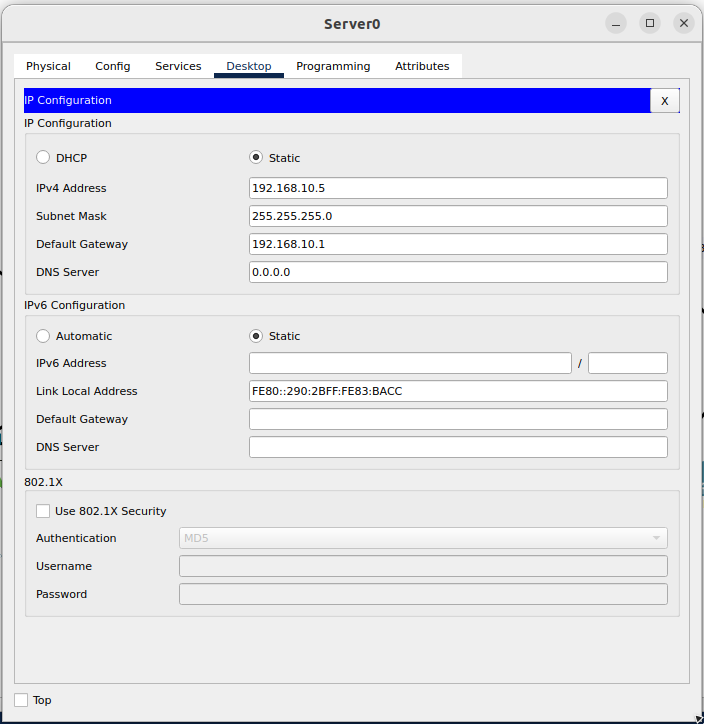 Server0
Physical Config Services Desktop Programming Attributes
IP Configuration X
IP Configuration
DHCP Static
IPv4 Address 192.168.10.5
Subnet Mask 255.255.255.0
Default Gateway 192.168.10.1
DNS Server 0.0.0.0
IPv6 Configuration
Automatic Static
IPv6 Address /
Link Local Address FE80::290:2BFF:FE83:BACC
Default Gateway
DNS Server
802.1X
Use 802.1X Security
Authentication MD5
Username
Password
Top